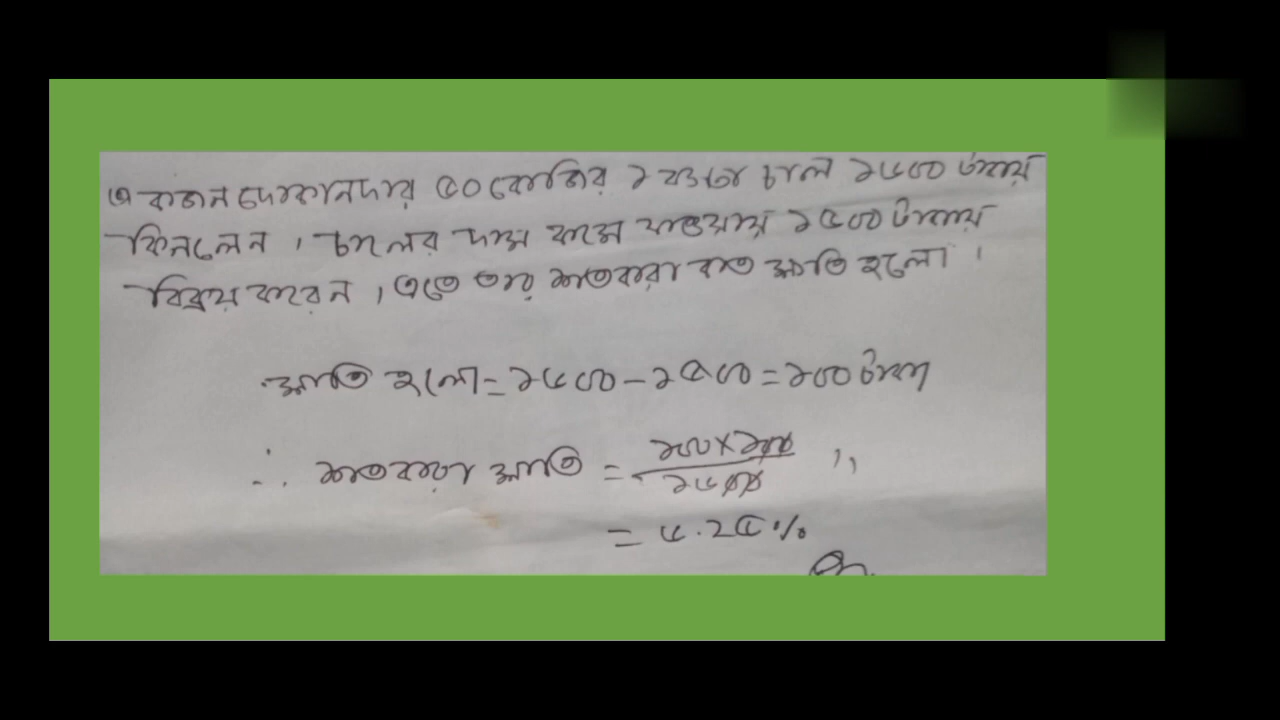 একজন দোকানদার ৫০ কেজির ১ বস্তা চাল ১৬০০ টাকায়
কিনলেন । চালের দাম কমে যাওয়ায় ১৫০০ টাকায়
বিক্রয় করেন , এতে তার শতকরা কত ক্ষতি হলো ।
ক্ষতি হলো = ১৬০০ - ১৫০০ = ১০০ টাকা
∴ শতকরা ক্ষতি = ১০০ × ১০০ / ১৬০০ ,,
= ৬.২৫%